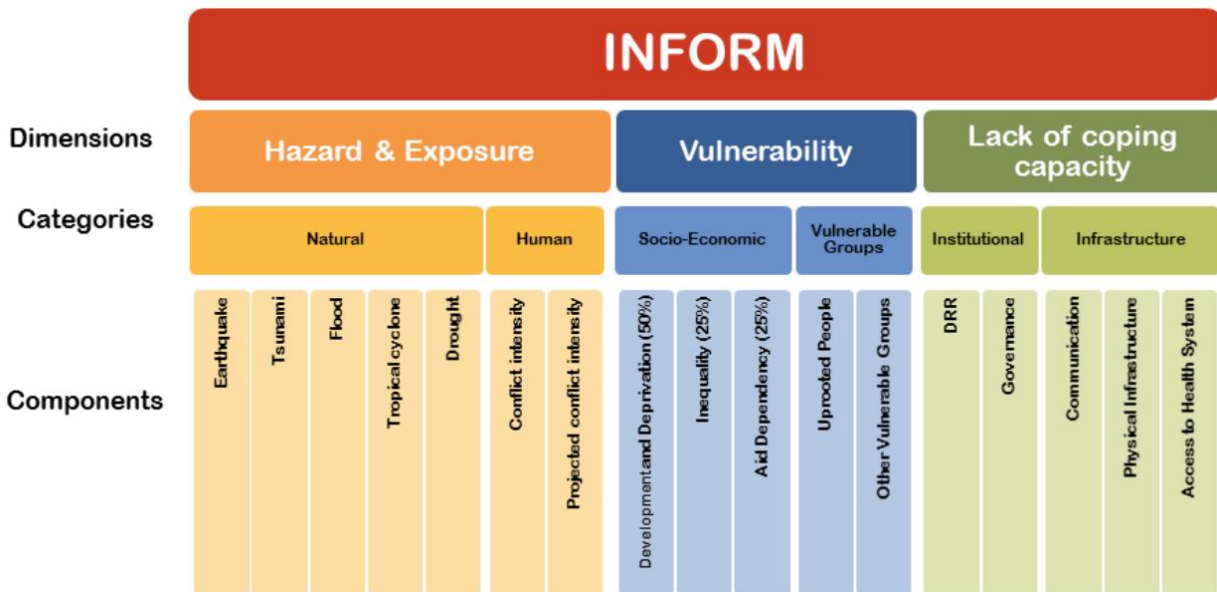 INFORM
Dimensions
Hazard & Exposure
Vulnerability
Lack of coping
capacity
Categories
Natural
Human
Socio-Economic
Vulnerable
Groups
Institutional
Infrastructure
Components
Earthquake
Tsunami
Flood
Tropical cyclone
Drought
Conflict intensity
Projected conflict intensity
Development and Deprivation (50%)
Inequality (25%)
Aid Dependency (25%)
Uprooted People
Other Vulnerable Groups
DRR
Governance
Communication
Physical Infrastructure
Access to Health System